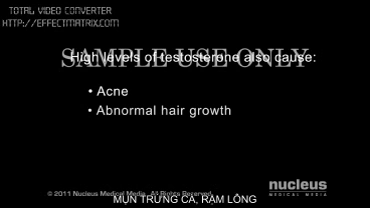 TOTAL VIDEO CONVERTER
HTTP://EFFECTMATRIX.COM
SAMPLE USE ONLY
High levels of testosterone also cause:
• Acne
• Abnormal hair growth
nucleus
MEDICAL MEDIA
© 2011 Nucleus Medical Media. All Rights Reserved.
MỤN TRỨNG CÁ, RẬM LÔNG